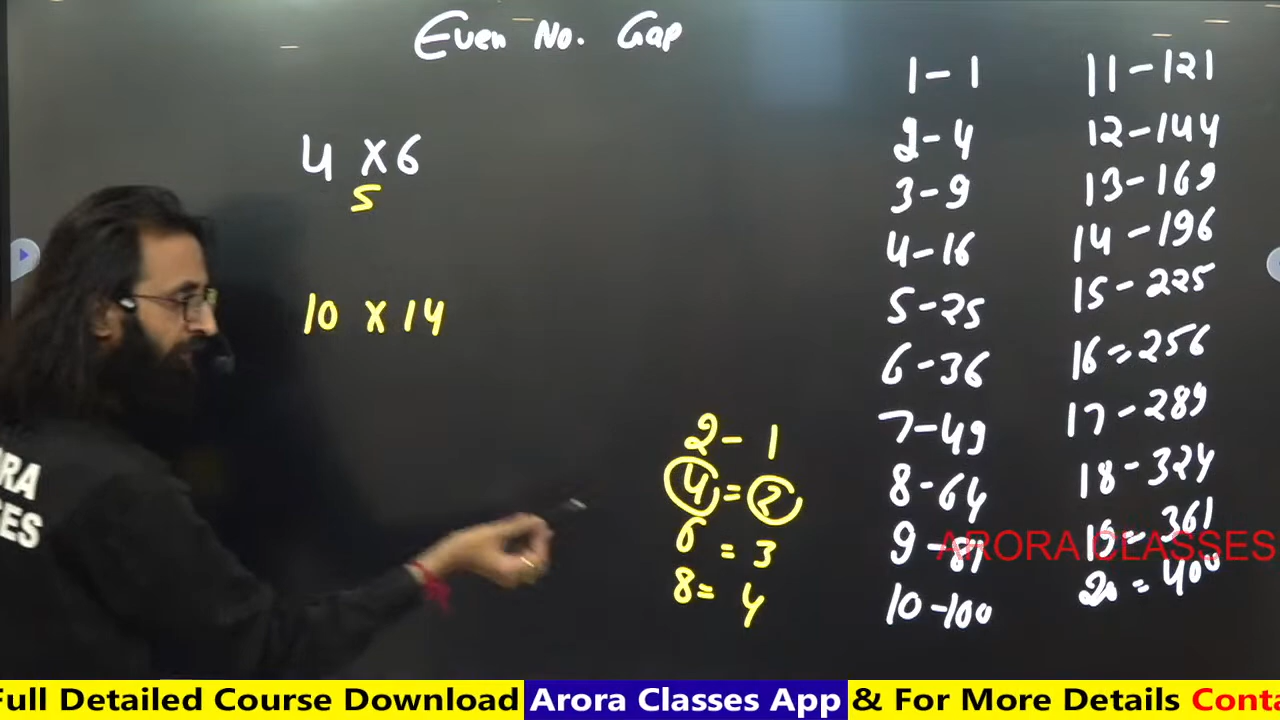 Even No. Gap
4 X 6
5
10 X 14
2 - 1
4 = 2
6 = 3
8 = 4
1 - 1
2 - 4
3 - 9
4 - 16
5 - 25
6 - 36
7 - 49
8 - 64
9 - 81
10 - 100
11 - 121
12 - 144
13 - 169
14 - 196
15 - 225
16 = 256
17 - 289
18 - 324
19 - 361
20 = 400
ARORA CLASSES
Full Detailed Course Download Arora Classes App & For More Details Conta